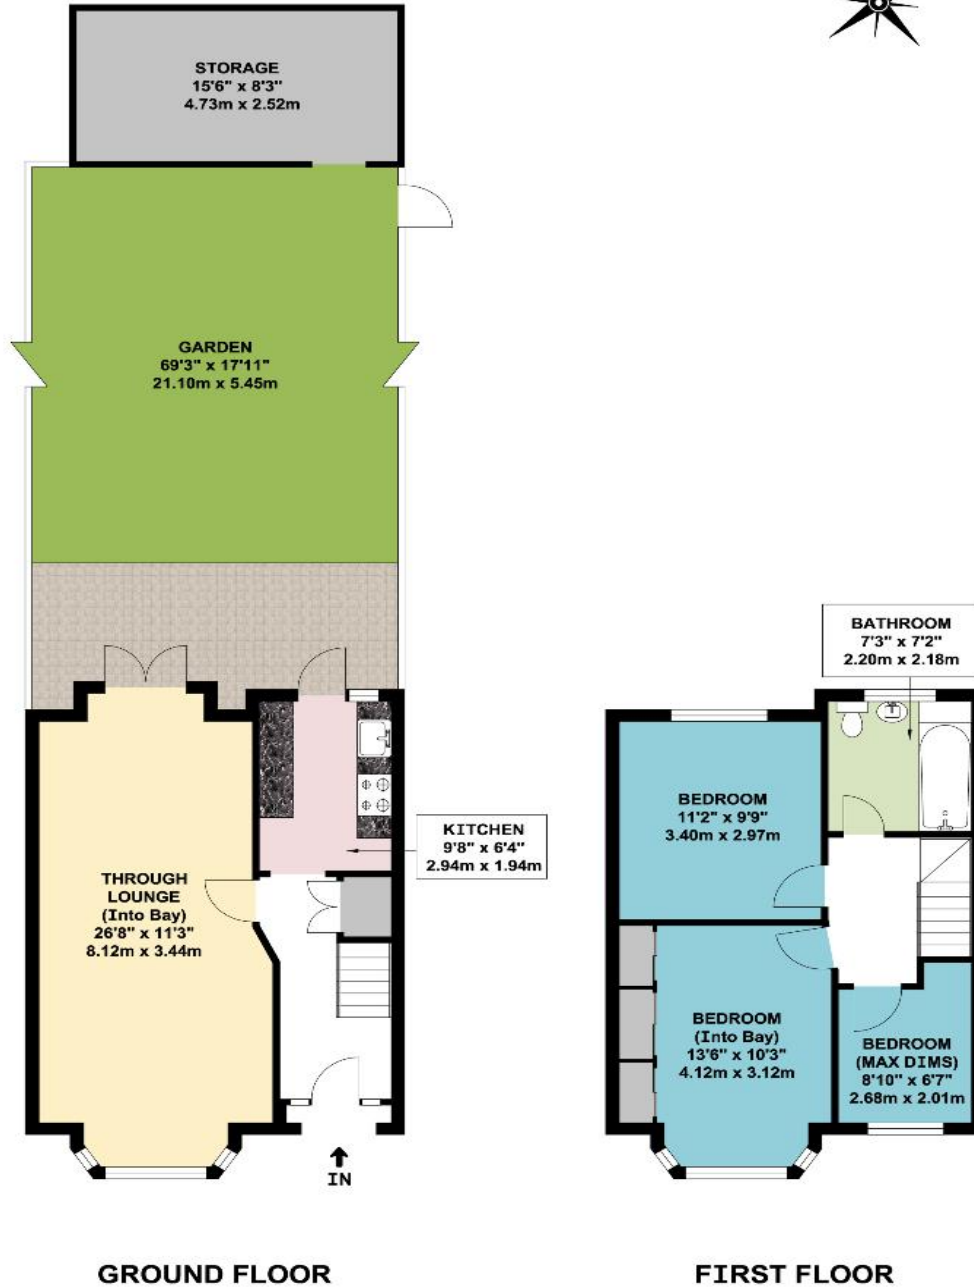 STORAGE
15'6" x 8'3"
4.73m x 2.52m
GARDEN
69'3" x 17'11"
21.10m x 5.45m
BATHROOM
7'3" x 7'2"
2.20m x 2.18m
BEDROOM
11'2" x 9'9"
3.40m x 2.97m
KITCHEN
9'8" x 6'4"
2.94m x 1.94m
THROUGH
LOUNGE
(Into Bay)
26'8" x 11'3"
8.12m x 3.44m
BEDROOM
(Into Bay)
13'6" x 10'3"
4.12m x 3.12m
BEDROOM
(MAX DIMS)
8'10" x 6'7"
2.68m x 2.01m
IN
GROUND FLOOR
FIRST FLOOR